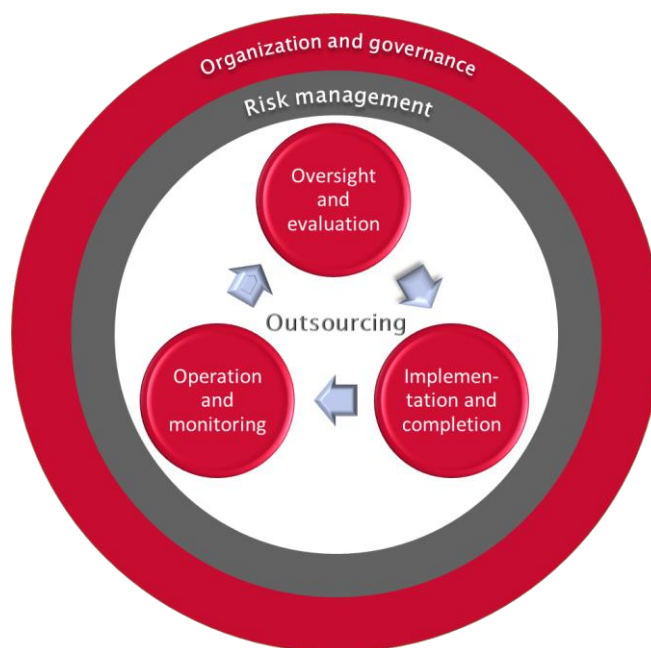 Organization and governance
Risk management
Oversight
and
evaluation
Outsourcing
Operation
and
monitoring
Implemen-
tation and
completion